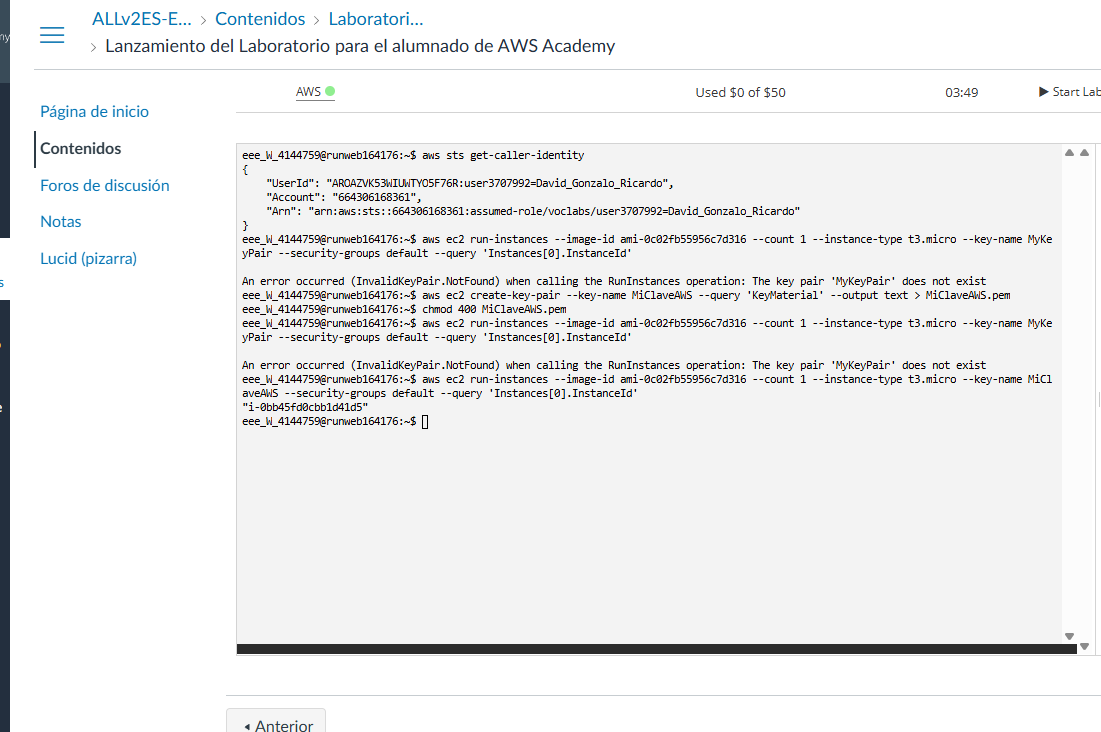 ny
ALLv2ES-E... > Contenidos > Laboratori...
> Lanzamiento del Laboratorio para el alumnado de AWS Academy
AWS
Used $0 of $50
03:49
▶ Start Lab
Página de inicio
Contenidos
Foros de discusión
Notas
Lucid (pizarra)
s
e
eee_W_4144759@runweb164176:~$ aws sts get-caller-identity
{
"UserId": "AROAZVK53WIUWTYO5F76R:user3707992=David_Gonzalo_Ricardo",
"Account": "664306168361",
"Arn": "arn:aws:sts::664306168361:assumed-role/voclabs/user3707992=David_Gonzalo_Ricardo"
}
eee_W_4144759@runweb164176:~$ aws ec2 run-instances --image-id ami-0c02fb55956c7d316 --count 1 --instance-type t3.micro --key-name MyKe
yPair --security-groups default --query 'Instances[0].InstanceId'
An error occurred (InvalidKeyPair.NotFound) when calling the RunInstances operation: The key pair 'MyKeyPair' does not exist
eee_W_4144759@runweb164176:~$ aws ec2 create-key-pair --key-name MiClaveAWS --query 'KeyMaterial' --output text > MiClaveAWS.pem
eee_W_4144759@runweb164176:~$ chmod 400 MiClaveAWS.pem
eee_W_4144759@runweb164176:~$ aws ec2 run-instances --image-id ami-0c02fb55956c7d316 --count 1 --instance-type t3.micro --key-name MyKe
yPair --security-groups default --query 'Instances[0].InstanceId'
An error occurred (InvalidKeyPair.NotFound) when calling the RunInstances operation: The key pair 'MyKeyPair' does not exist
eee_W_4144759@runweb164176:~$ aws ec2 run-instances --image-id ami-0c02fb55956c7d316 --count 1 --instance-type t3.micro --key-name MiCl
aveAWS --security-groups default --query 'Instances[0].InstanceId'
"i-0bb45fd0cbb1d41d5"
eee_W_4144759@runweb164176:~$
◂ Anterior